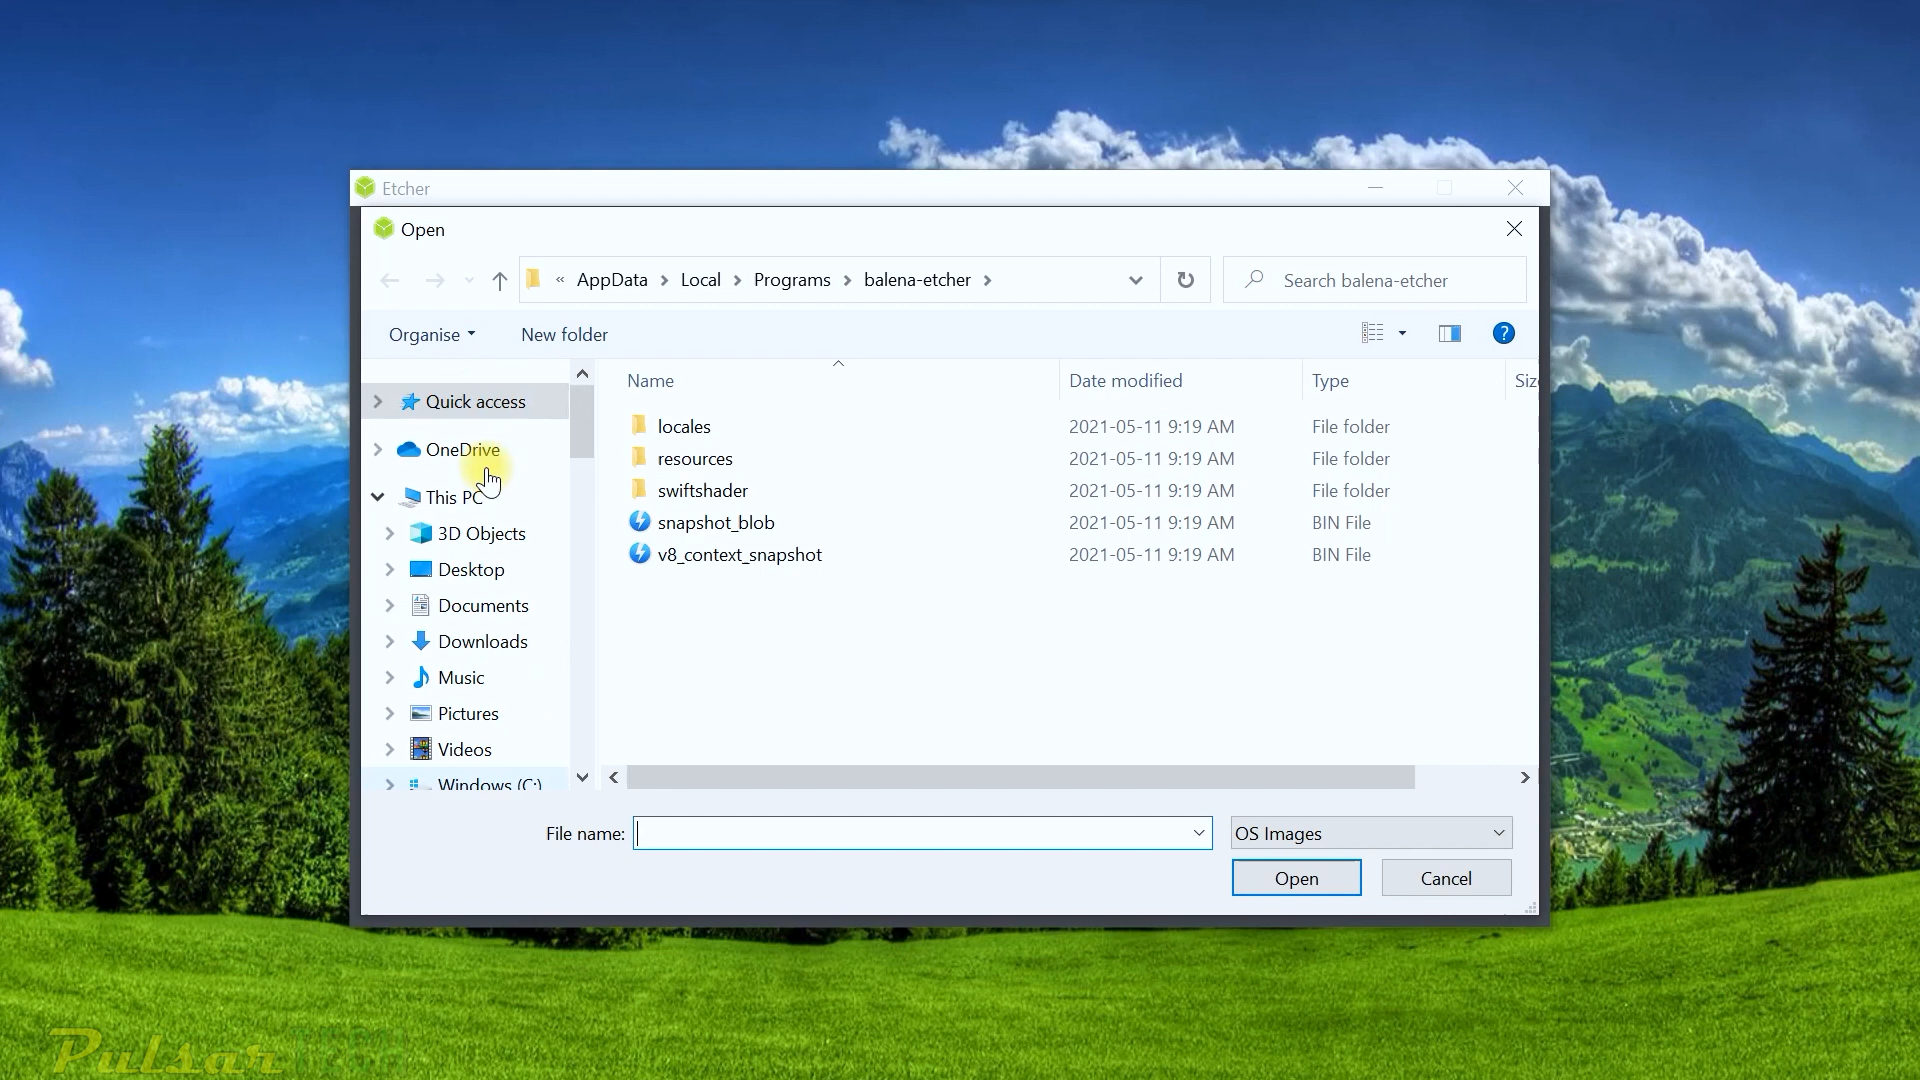 Etcher
Open
« AppData > Local > Programs > balena-etcher >
Search balena-etcher
Organise
New folder
Name Date modified Type Siz
Quick access
OneDrive
This PC
3D Objects
Desktop
Documents
Downloads
Music
Pictures
Videos
Windows (C:)
locales 2021-05-11 9:19 AM File folder
resources 2021-05-11 9:19 AM File folder
swiftshader 2021-05-11 9:19 AM File folder
snapshot_blob 2021-05-11 9:19 AM BIN File
v8_context_snapshot 2021-05-11 9:19 AM BIN File
File name:
OS Images
Open Cancel
Pulsar